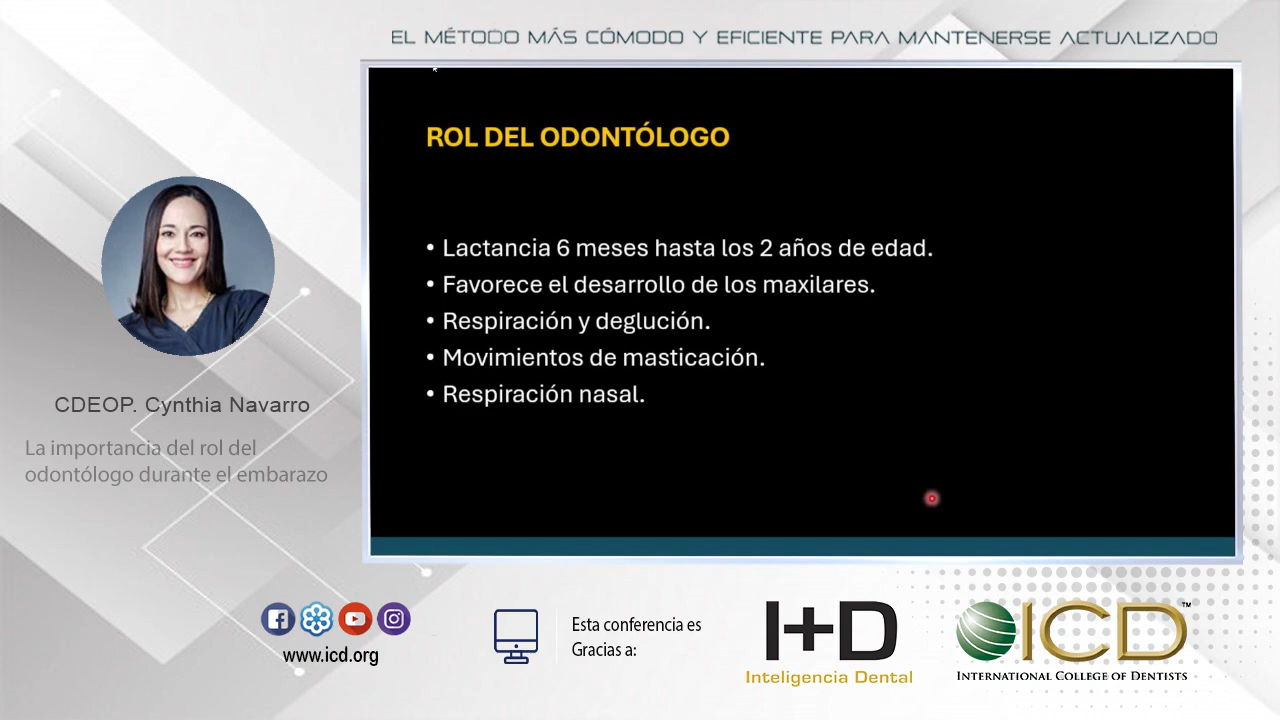 EL MÉTODO MÁS CÓMODO Y EFICIENTE PARA MANTENERSE ACTUALIZADO
ROL DEL ODONTÓLOGO
• Lactancia 6 meses hasta los 2 años de edad.
• Favorece el desarrollo de los maxilares.
• Respiración y deglución.
• Movimientos de masticación.
• Respiración nasal.
CDEOP. Cynthia Navarro
La importancia del rol del
odontólogo durante el embarazo
www.icd.org
Esta conferencia es
Gracias a:
I+D
Inteligencia Dental
ICD™
INTERNATIONAL COLLEGE OF DENTISTS